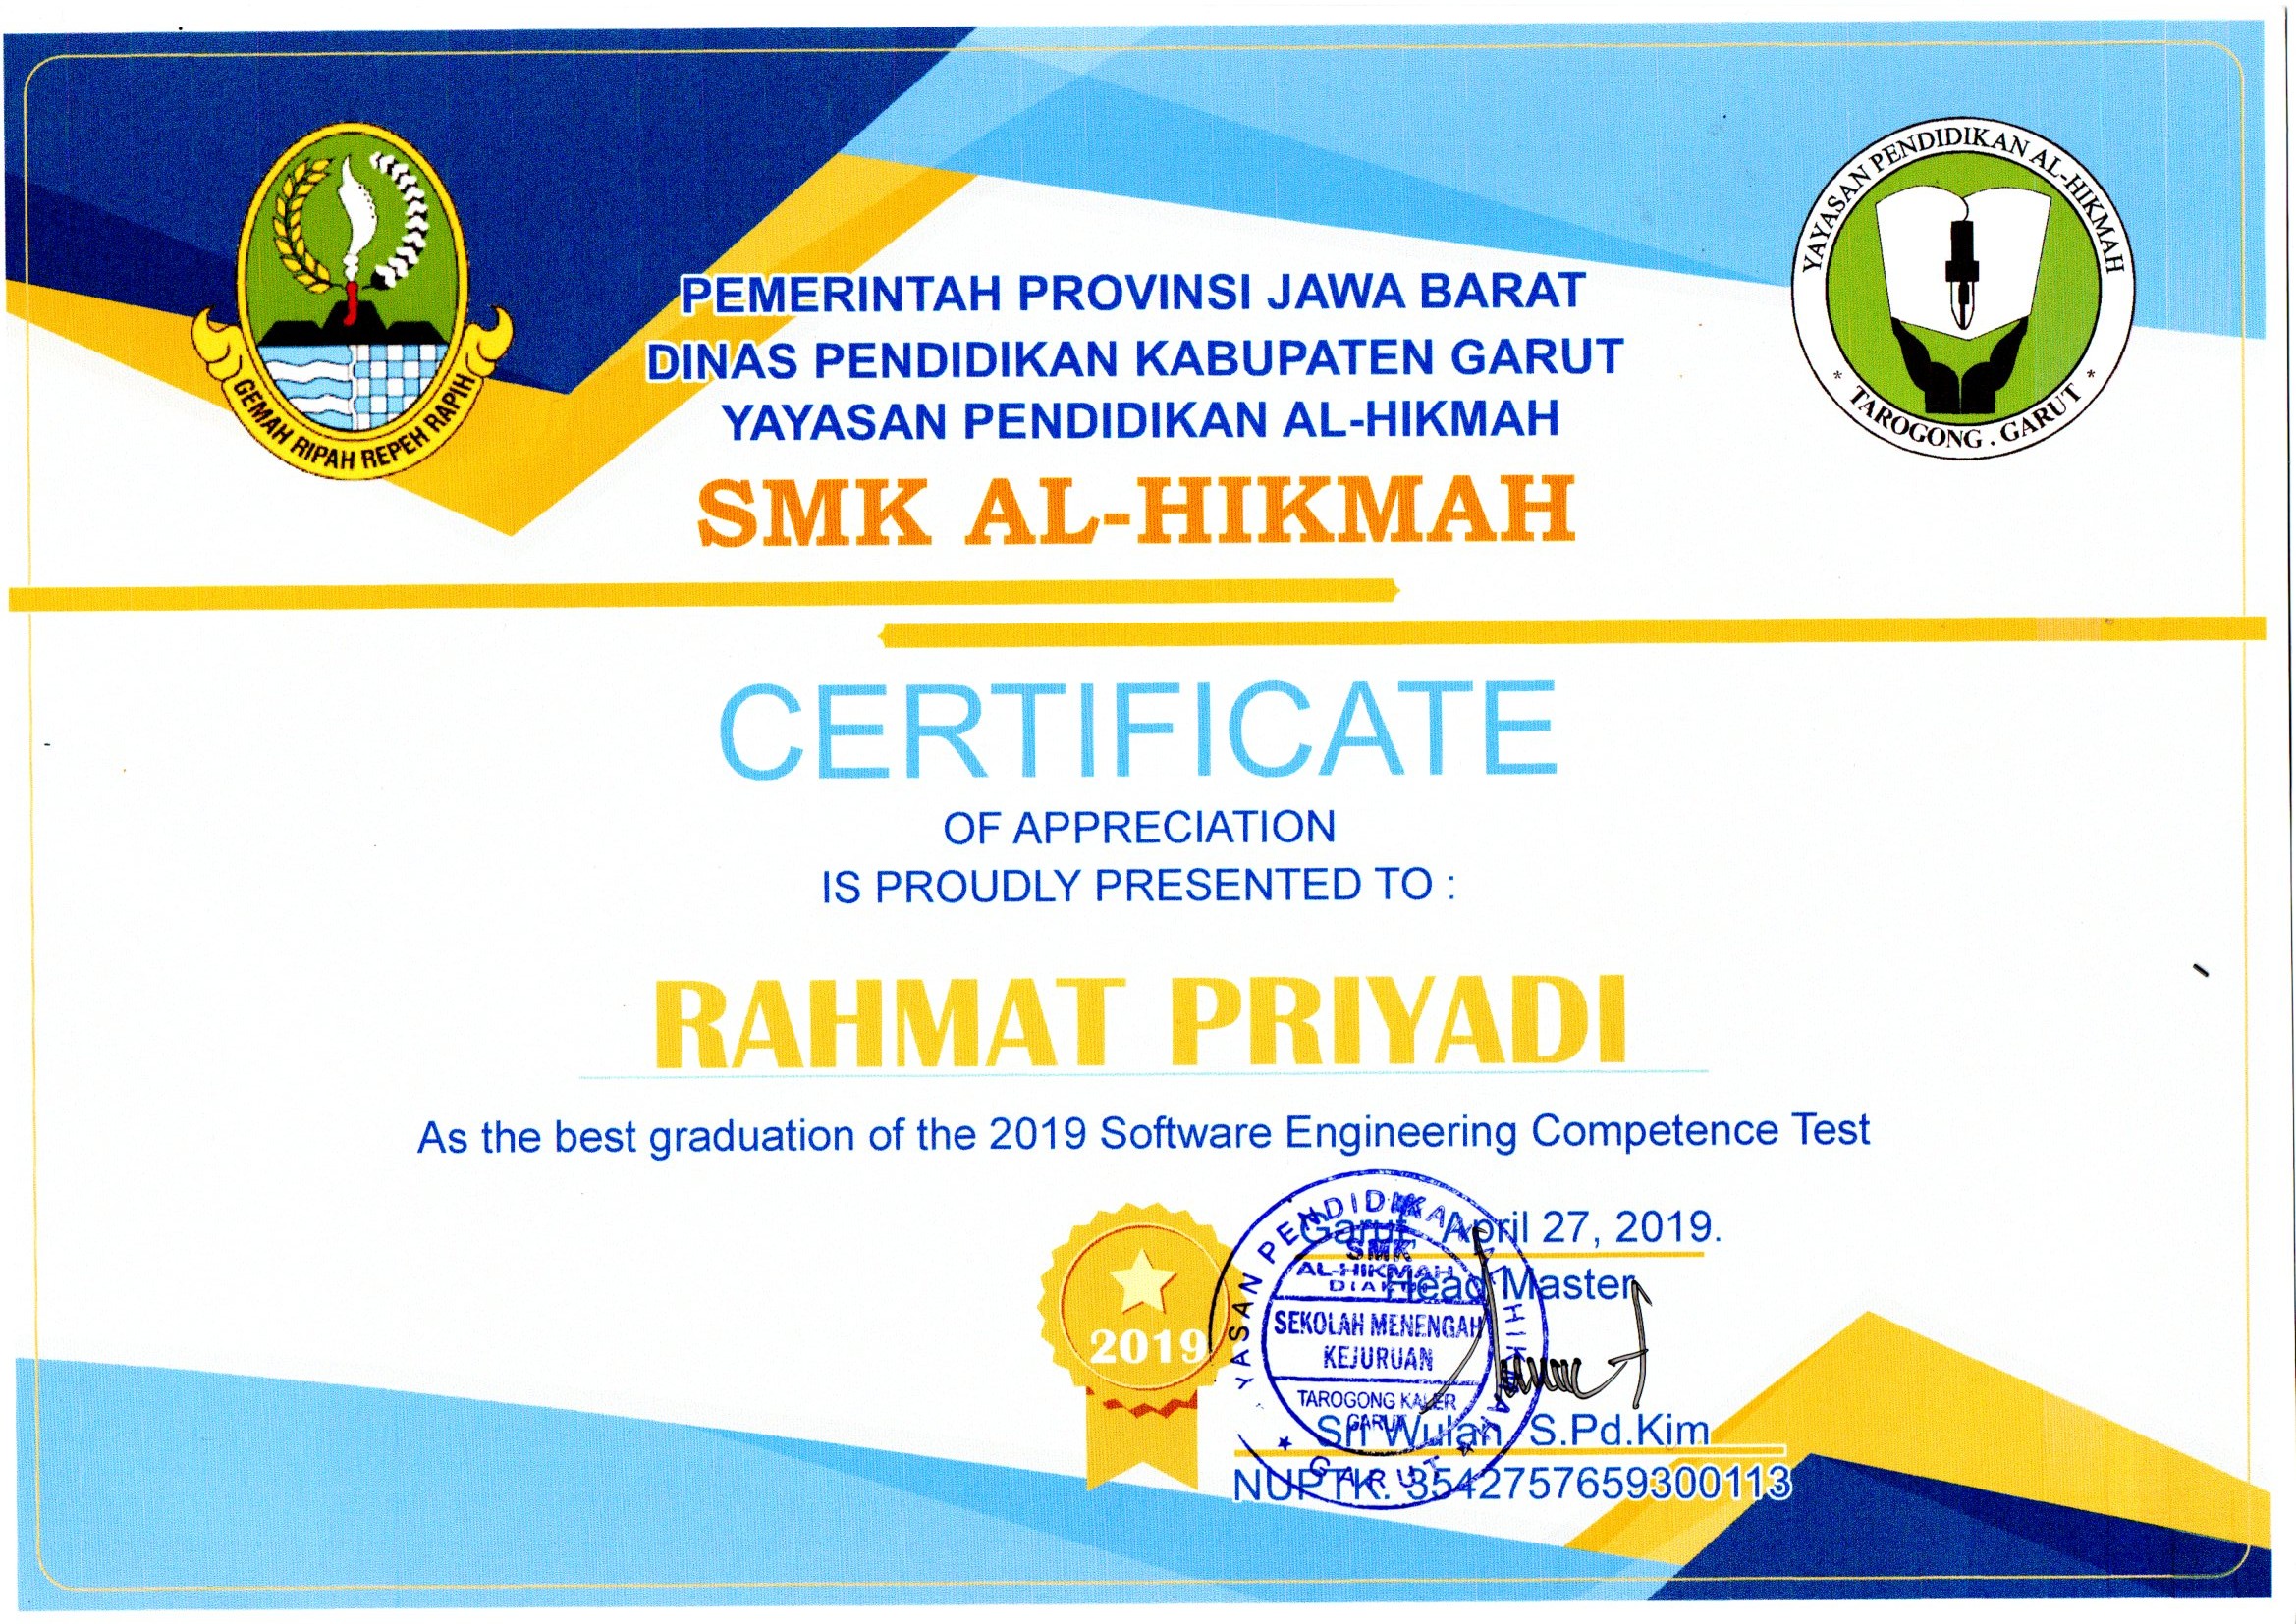 GEMAH RIPAH REPEH RAPIH
YAYASAN PENDIDIKAN AL-HIKMAH
* TAROGONG . GARUT *
PEMERINTAH PROVINSI JAWA BARAT
DINAS PENDIDIKAN KABUPATEN GARUT
YAYASAN PENDIDIKAN AL-HIKMAH
SMK AL-HIKMAH
CERTIFICATE
OF APPRECIATION
IS PROUDLY PRESENTED TO :
RAHMAT PRIYADI
As the best graduation of the 2019 Software Engineering Competence Test
Garut, April 27, 2019.
Head Master
2019
YASAN PENDIDIKAN AL HIKMAH
SMK
AL-HIKMAH
SEKOLAH MENENGAH
KEJURUAN
TAROGONG KALER
GARUT
GARUT
Sri Wulan, S.Pd.Kim
NUPTK. 3542757659300113